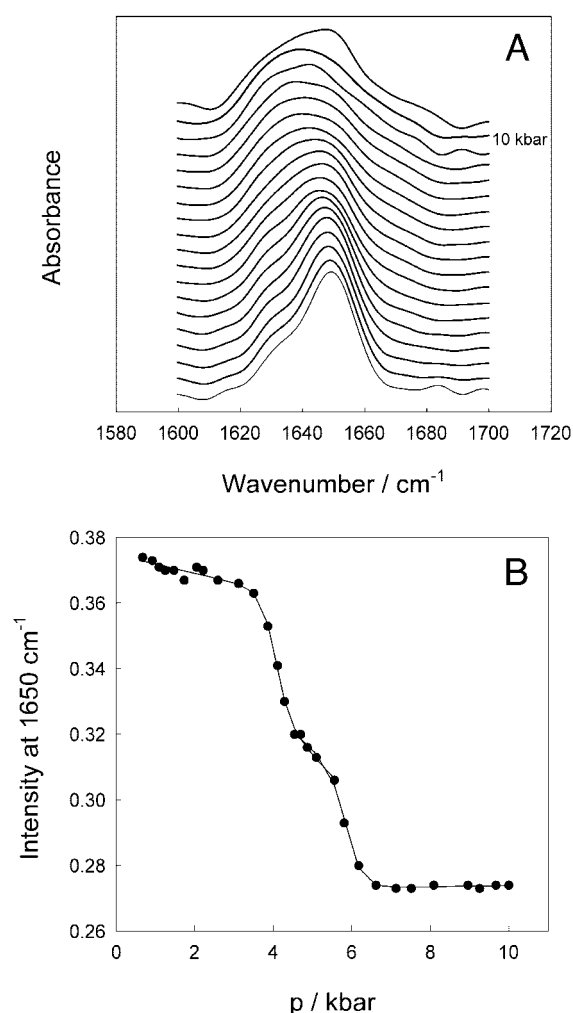 A
10 kbar
Absorbance
1580 1600 1620 1640 1660 1680 1700 1720
Wavenumber / cm⁻¹
B
0.38
0.36
0.34
0.32
0.30
0.28
0.26
Intensity at 1650 cm⁻¹
0 2 4 6 8 10
p / kbar